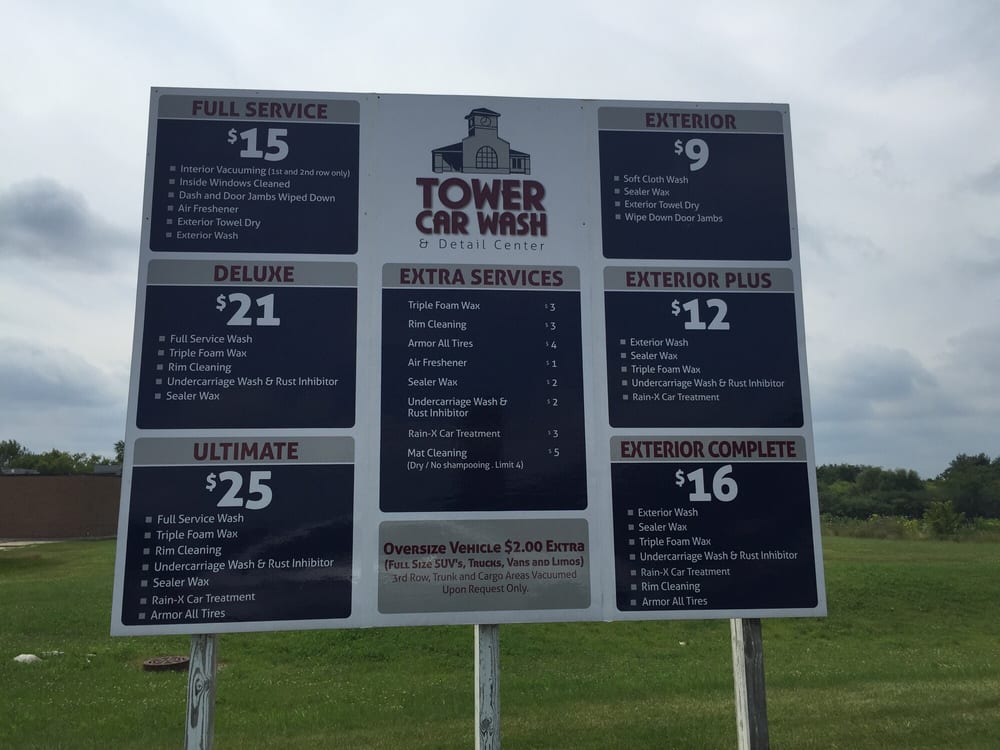 FULL SERVICE
$15
Interior Vacuuming (1st and 2nd row only)
Inside Windows Cleaned
Dash and Door Jambs Wiped Down
Air Freshener
Exterior Towel Dry
Exterior Wash
DELUXE
$21
Full Service Wash
Triple Foam Wax
Rim Cleaning
Undercarriage Wash & Rust Inhibitor
Sealer Wax
ULTIMATE
$25
Full Service Wash
Triple Foam Wax
Rim Cleaning
Undercarriage Wash & Rust Inhibitor
Sealer Wax
Rain-X Car Treatment
Armor All Tires
TOWER
CAR WASH
& Detail Center
EXTRA SERVICES
Triple Foam Wax $3
Rim Cleaning $3
Armor All Tires $4
Air Freshener $1
Sealer Wax $2
Undercarriage Wash & $2
Rust Inhibitor
Rain-X Car Treatment $3
Mat Cleaning $5
(Dry / No shampooing . Limit 4)
Oversize Vehicle $2.00 Extra
(Full Size SUV's, Trucks, Vans and Limos)
3rd Row, Trunk and Cargo Areas Vacuumed
Upon Request Only.
EXTERIOR
$9
Soft Cloth Wash
Sealer Wax
Exterior Towel Dry
Wipe Down Door Jambs
EXTERIOR PLUS
$12
Exterior Wash
Sealer Wax
Triple Foam Wax
Undercarriage Wash & Rust Inhibitor
Rain-X Car Treatment
EXTERIOR COMPLETE
$16
Exterior Wash
Sealer Wax
Triple Foam Wax
Undercarriage Wash & Rust Inhibitor
Rain-X Car Treatment
Rim Cleaning
Armor All Tires